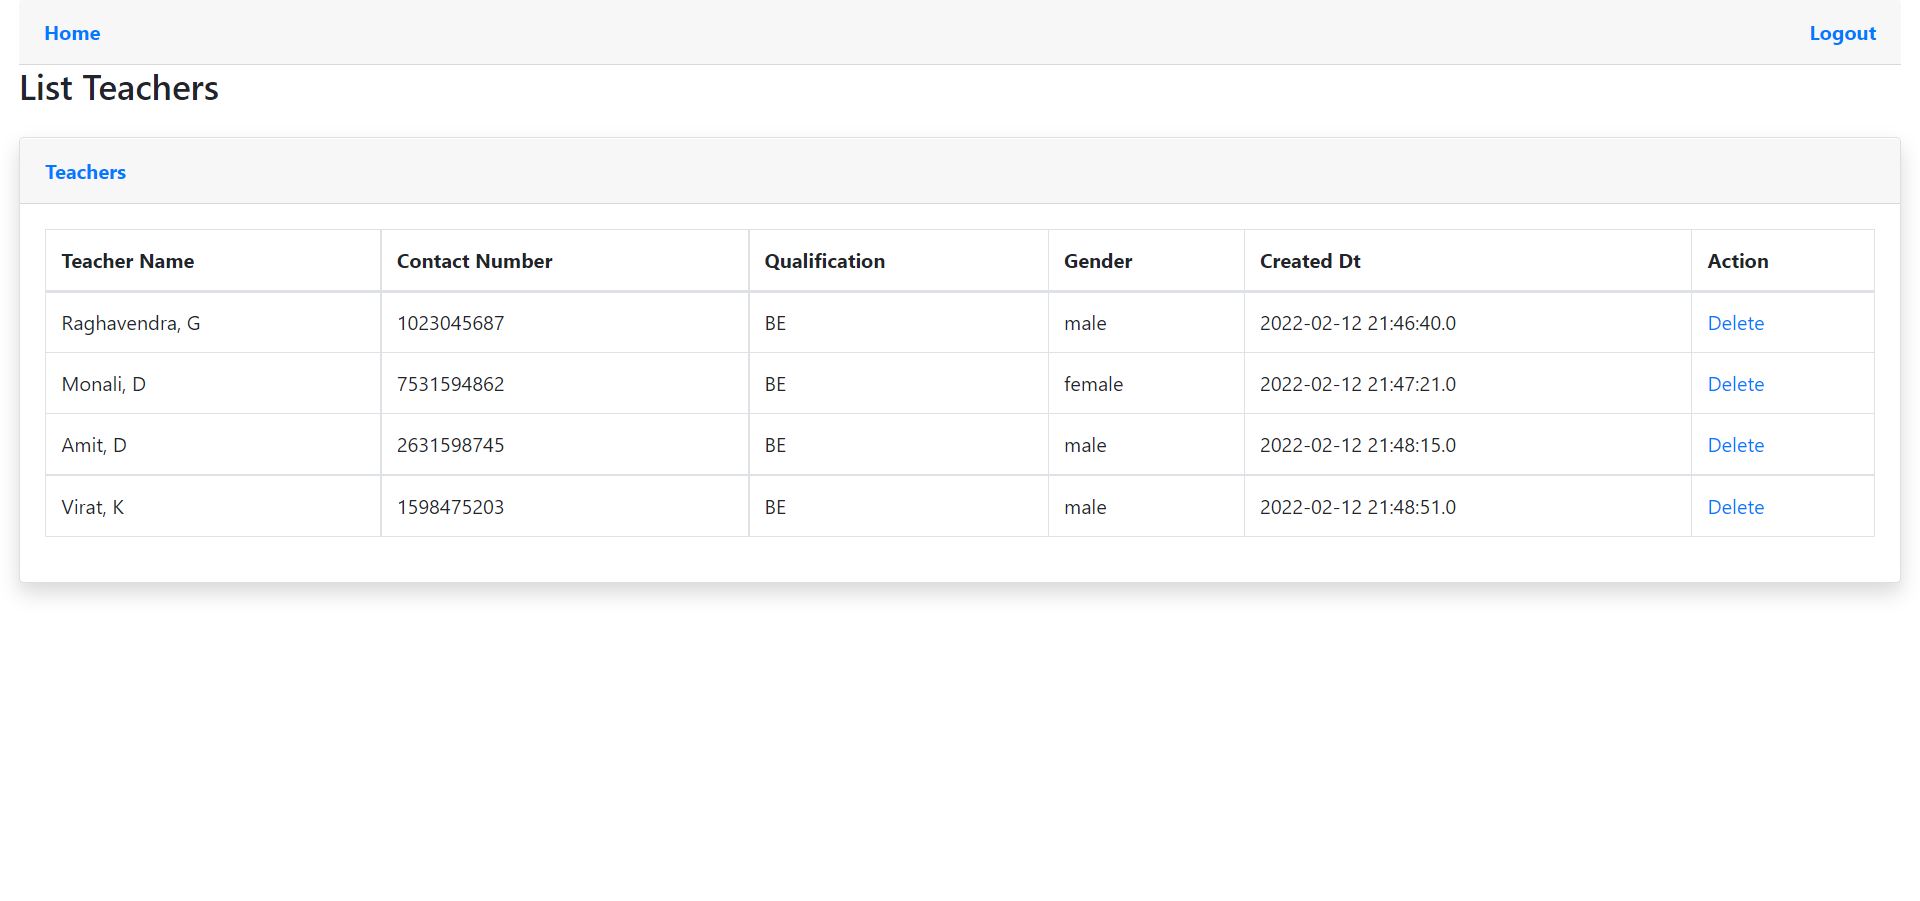 Home Logout
List Teachers
Teachers
Teacher Name Contact Number Qualification Gender Created Dt Action
Raghavendra, G 1023045687 BE male 2022-02-12 21:46:40.0 Delete
Monali, D 7531594862 BE female 2022-02-12 21:47:21.0 Delete
Amit, D 2631598745 BE male 2022-02-12 21:48:15.0 Delete
Virat, K 1598475203 BE male 2022-02-12 21:48:51.0 Delete